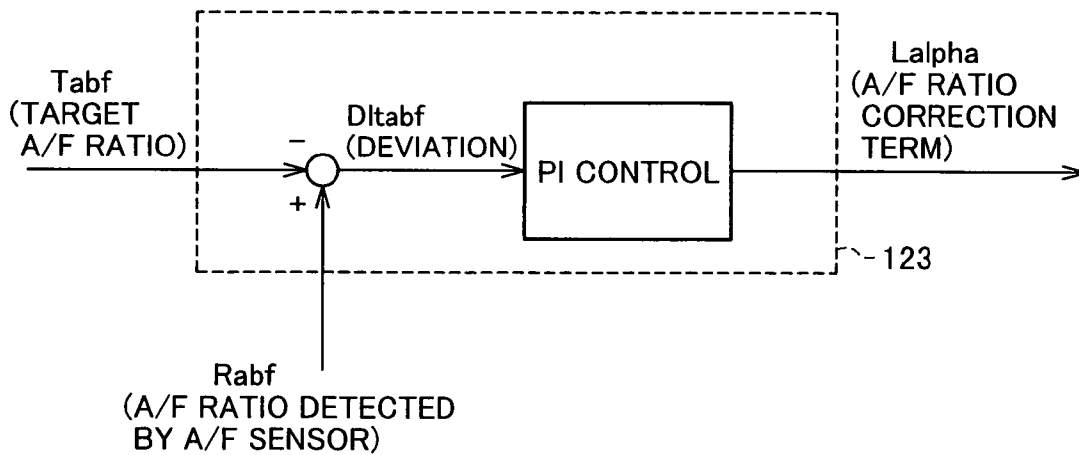 Tabf
(TARGET
A/F RATIO)
−
+
Dltabf
(DEVIATION)
PI CONTROL
Lalpha
(A/F RATIO
CORRECTION
TERM)
123
Rabf
(A/F RATIO DETECTED
BY A/F SENSOR)